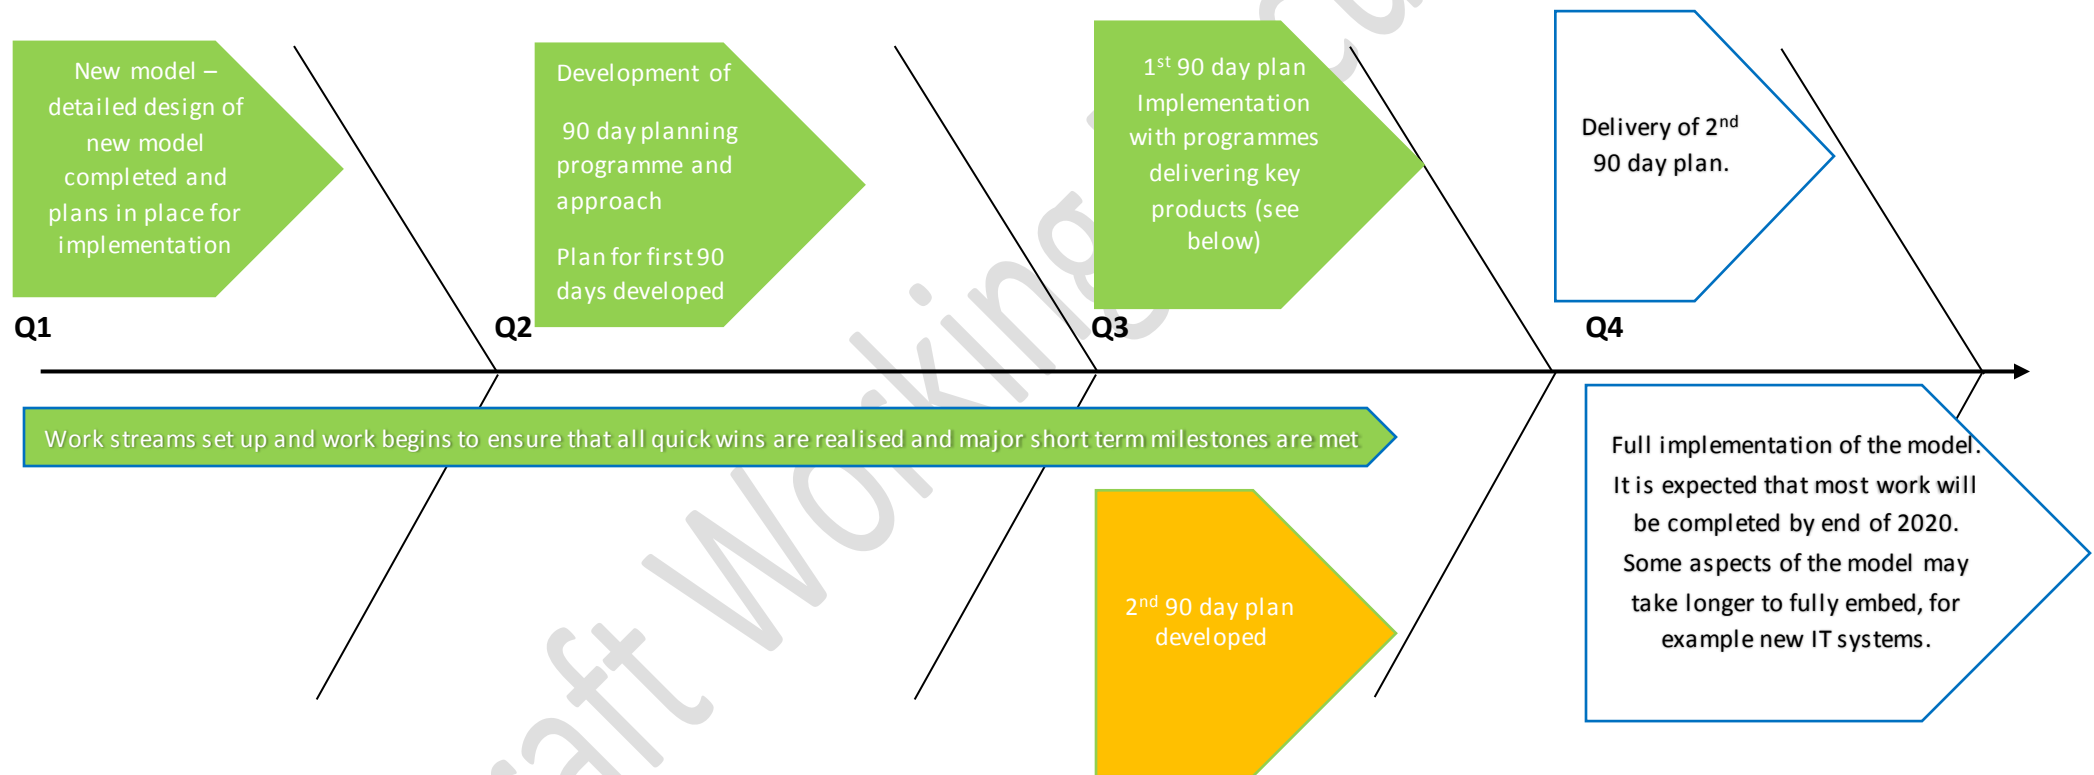 New model –
detailed design of
new model
completed and
plans in place for
implementation
Q1
Development of
90 day planning
programme and
approach
Plan for first 90
days developed
Q2
1st 90 day plan
Implementation
with programmes
delivering key
products (see
below)
Q3
Delivery of 2nd
90 day plan.
Q4
Work streams set up and work begins to ensure that all quick wins are realised and major short term milestones are met
2nd 90 day plan
developed
Full implementation of the model.
It is expected that most work will
be completed by end of 2020.
Some aspects of the model may
take longer to fully embed, for
example new IT systems.
raft Working